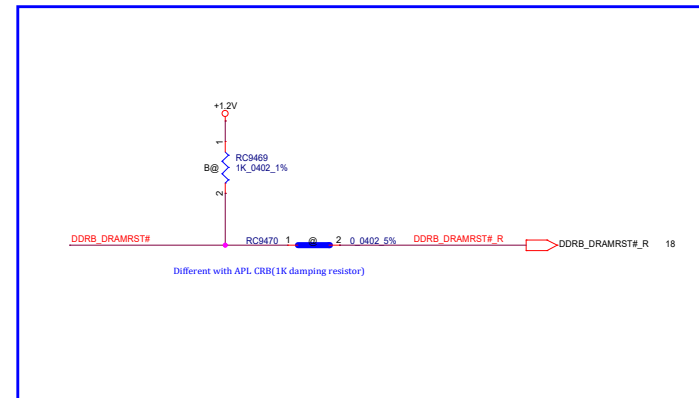 +1.2V
1
RC9469
B@
1K_0402_1%
2
DDRB_DRAMRST#
RC9470 1 @ 2 0_0402_5%
DDRB_DRAMRST#_R
DDRB_DRAMRST#_R 18
Different with APL CRB(1K damping resistor)